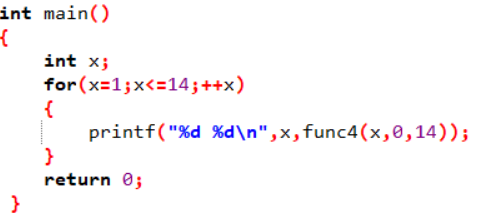 int main()
{
    int x;
    for(x=1;x<=14;++x)
    {
        printf("%d %d\n",x,func4(x,0,14));
    }
    return 0;
}